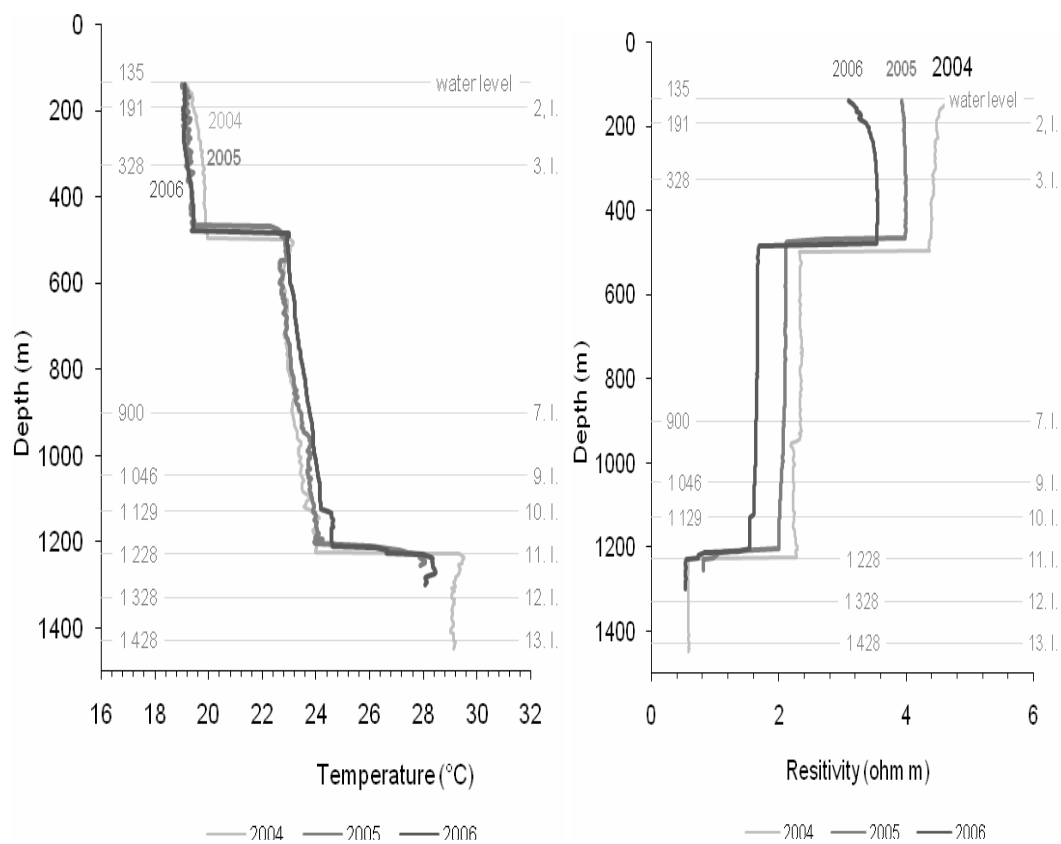 0
200
400
600
800
1000
1200
1400
Depth (m)
135
191
328
900
1 046
1 129
1 228
1 328
1 428
water level
2, l.
3. l.
7. l.
9. l.
10. l.
11. l.
12. l.
13. l.
2004
2005
2006
16 18 20 22 24 26 28 30 32
Temperature (°C)
2004 2005 2006
0
200
400
600
800
1000
1200
1400
Depth (m)
2006 2005 2004
135
191
328
900
1 046
1 129
1 228
1 328
1 428
water level
2, l.
3. l.
7. l.
9. l.
10. l.
11. l.
12. l.
13. l.
0 2 4 6
Resitivity (ohm m)
2004 2005 2006